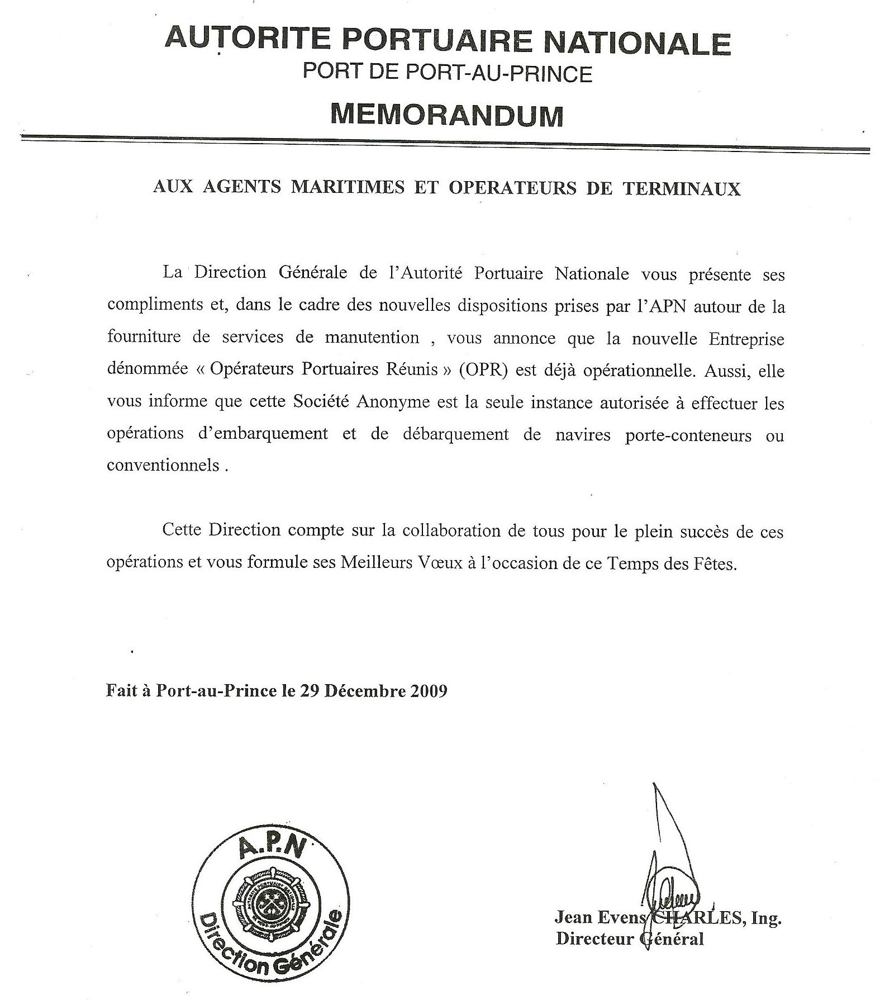 AUTORITE PORTUAIRE NATIONALE
PORT DE PORT-AU-PRINCE
MEMORANDUM
AUX AGENTS MARITIMES ET OPERATEURS DE TERMINAUX
La Direction Générale de l'Autorité Portuaire Nationale vous présente ses
compliments et, dans le cadre des nouvelles dispositions prises par l'APN autour de la
fourniture de services de manutention , vous annonce que la nouvelle Entreprise
dénommée « Opérateurs Portuaires Réunis » (OPR) est déjà opérationnelle. Aussi, elle
vous informe que cette Société Anonyme est la seule instance autorisée à effectuer les
opérations d'embarquement et de débarquement de navires porte-conteneurs ou
conventionnels .
Cette Direction compte sur la collaboration de tous pour le plein succès de ces
opérations et vous formule ses Meilleurs Vœux à l'occasion de ce Temps des Fêtes.
Fait à Port-au-Prince le 29 Décembre 2009
A.P.N
AUTORITE PORTUAIRE NATIONALE
Direction Générale
Jean Evens CHARLES, Ing.
Directeur Général